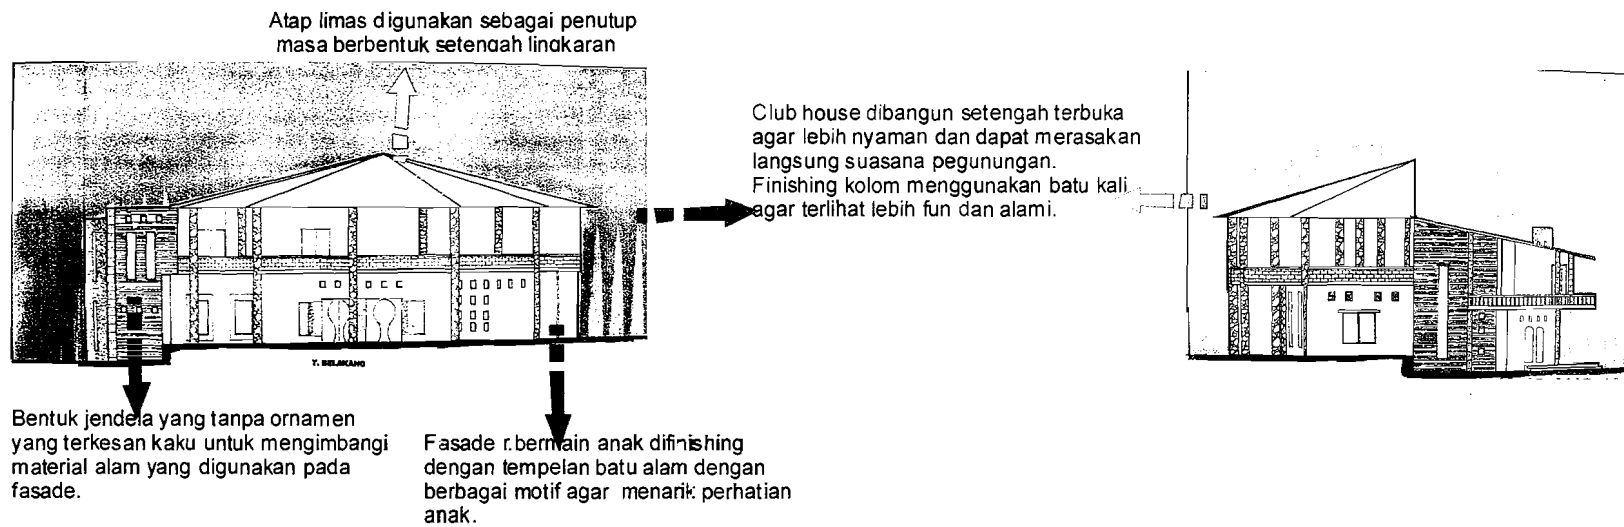 Atap limas digunakan sebagai penutup
masa berbentuk setengah lingkaran
Club house dibangun setengah terbuka
agar lebih nyaman dan dapat merasakan
langsung suasana pegunungan.
Finishing kolom menggunakan batu kali
agar terlihat lebih fun dan alami.
T. BELAKANG
Bentuk jendela yang tanpa ornamen
yang terkesan kaku untuk mengimbangi
material alam yang digunakan pada
fasade.
Fasade r.bermain anak difinishing
dengan tempelan batu alam dengan
berbagai motif agar menarik perhatian
anak.